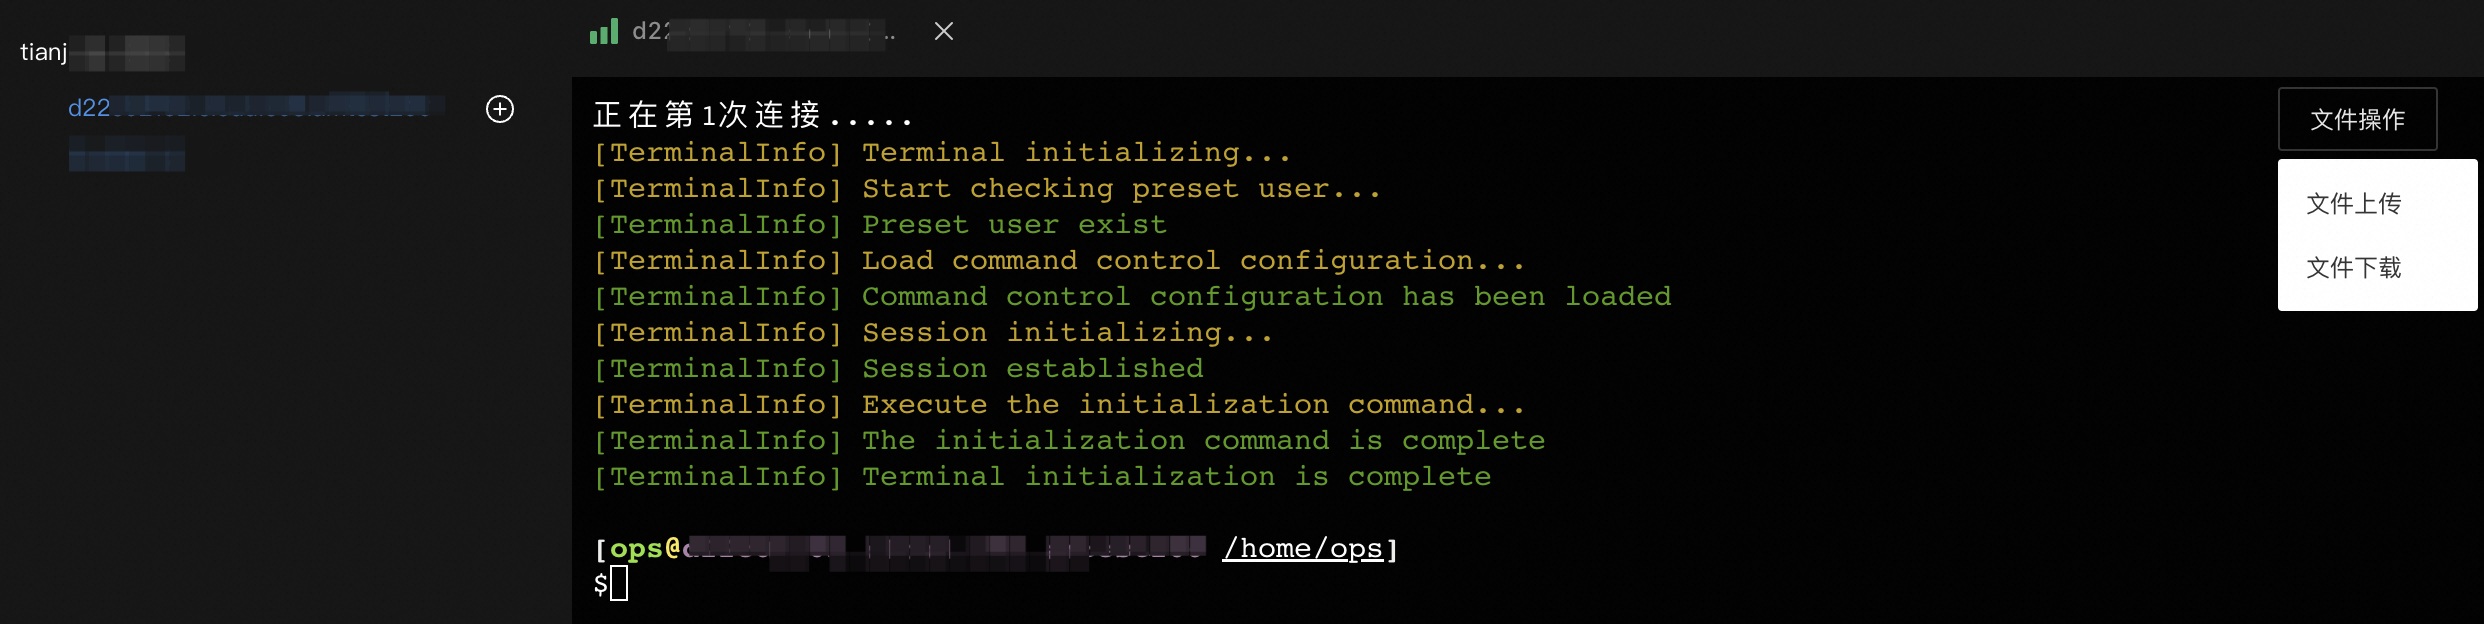 tianj
d22
d22
正在第1次连接.....
[TerminalInfo] Terminal initializing...
[TerminalInfo] Start checking preset user...
[TerminalInfo] Preset user exist
[TerminalInfo] Load command control configuration...
[TerminalInfo] Command control configuration has been loaded
[TerminalInfo] Session initializing...
[TerminalInfo] Session established
[TerminalInfo] Execute the initialization command...
[TerminalInfo] The initialization command is complete
[TerminalInfo] Terminal initialization is complete
[ops@ /home/ops]
$
文件操作
文件上传
文件下载